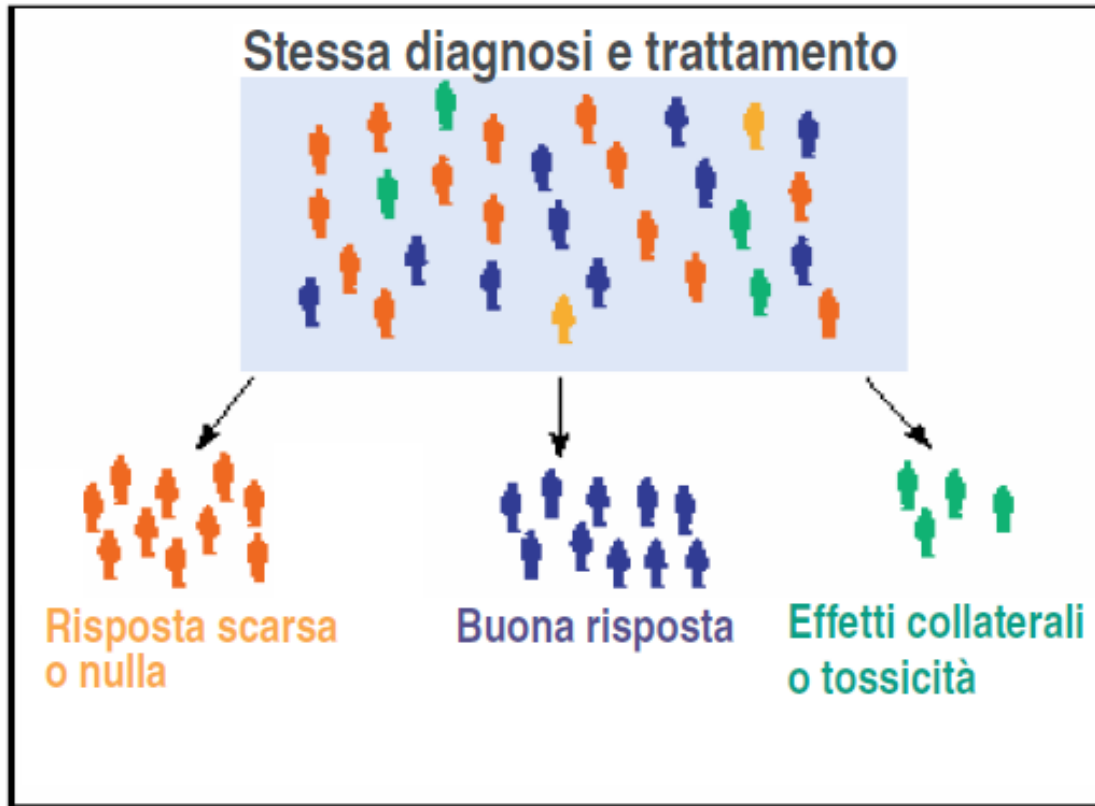 Stessa diagnosi e trattamento
Risposta scarsa
o nulla
Buona risposta
Effetti collaterali
o tossicità